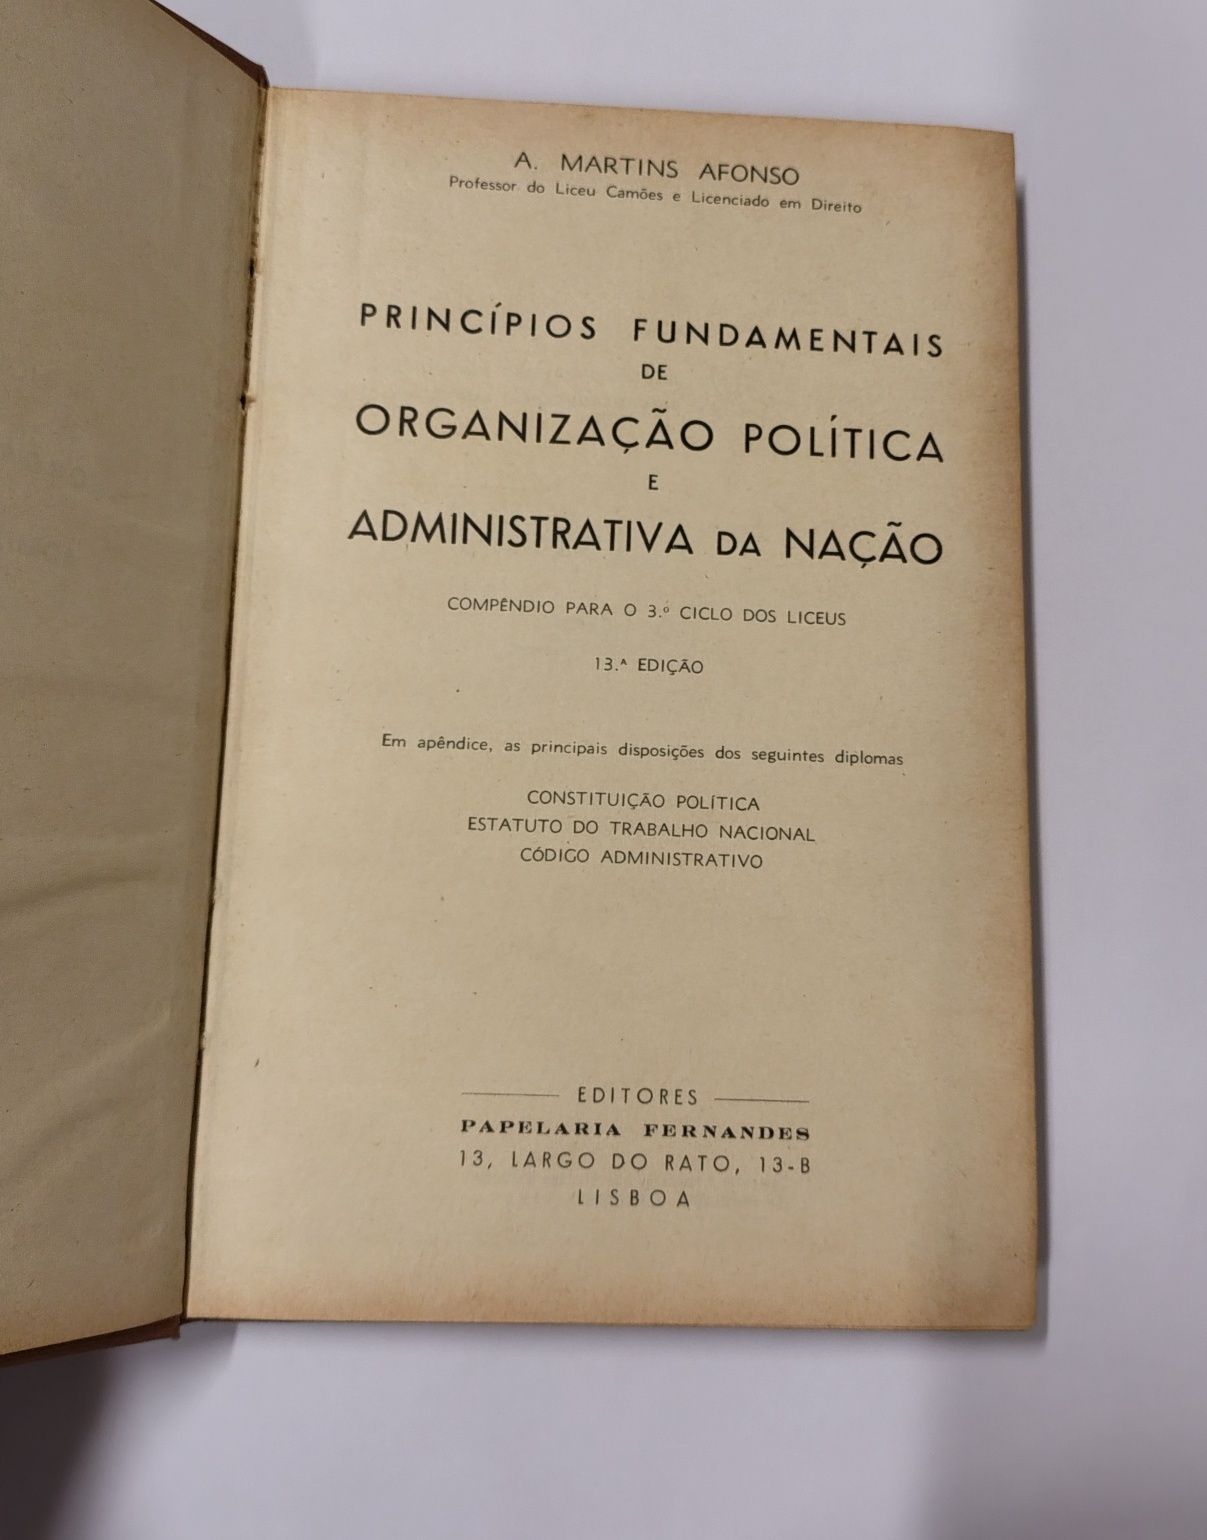 A. MARTINS AFONSO
Professor do Liceu Camões e Licenciado em Direito
PRINCÍPIOS FUNDAMENTAIS
DE
ORGANIZAÇÃO POLÍTICA
E
ADMINISTRATIVA DA NAÇÃO
COMPÊNDIO PARA O 3.º CICLO DOS LICEUS
13.ᴬ EDIÇÃO
Em apêndice, as principais disposições dos seguintes diplomas
CONSTITUIÇÃO POLÍTICA
ESTATUTO DO TRABALHO NACIONAL
CÓDIGO ADMINISTRATIVO
EDITORES
PAPELARIA FERNANDES
13, LARGO DO RATO, 13-B
LISBOA